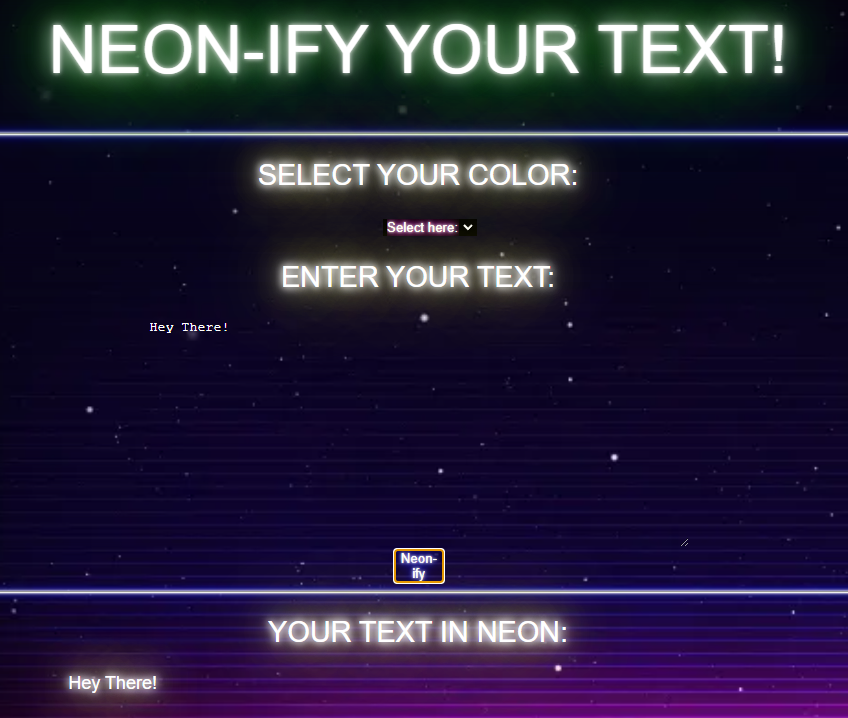 NEON-IFY YOUR TEXT!
SELECT YOUR COLOR:
Select here:
ENTER YOUR TEXT:
Hey There!
Neon-
ify
YOUR TEXT IN NEON:
Hey There!